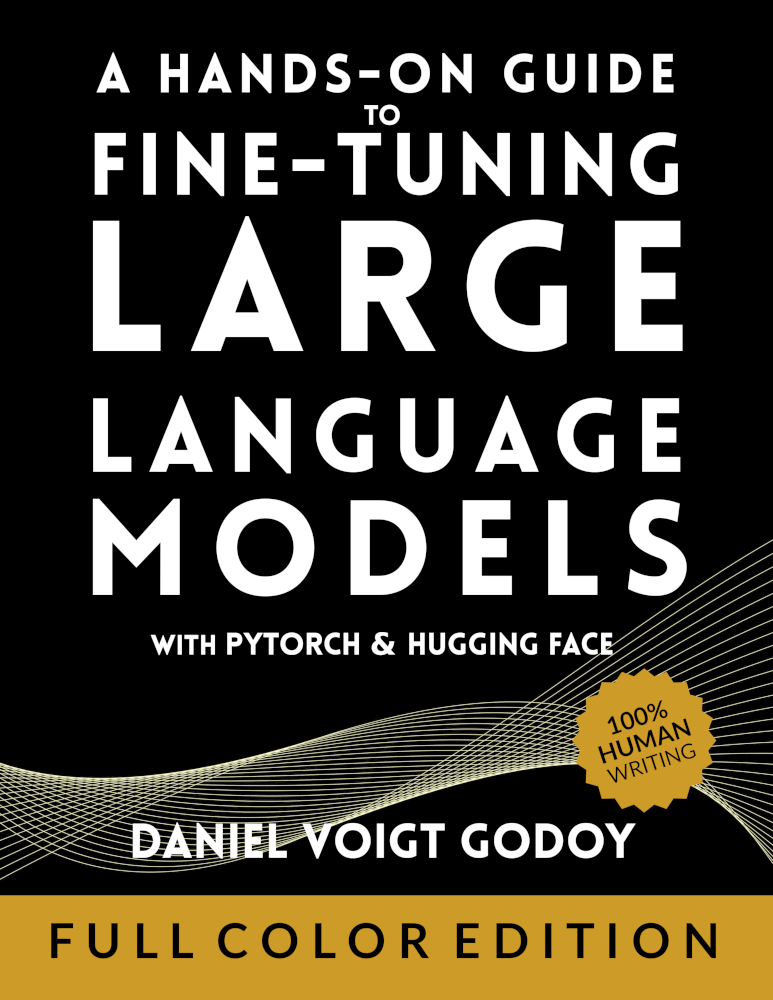 A HANDS-ON GUIDE
TO
FINE-TUNING
LARGE
LANGUAGE
MODELS
WITH PYTORCH & HUGGING FACE
100%
HUMAN
WRITING
DANIEL VOIGT GODOY
FULL COLOR EDITION